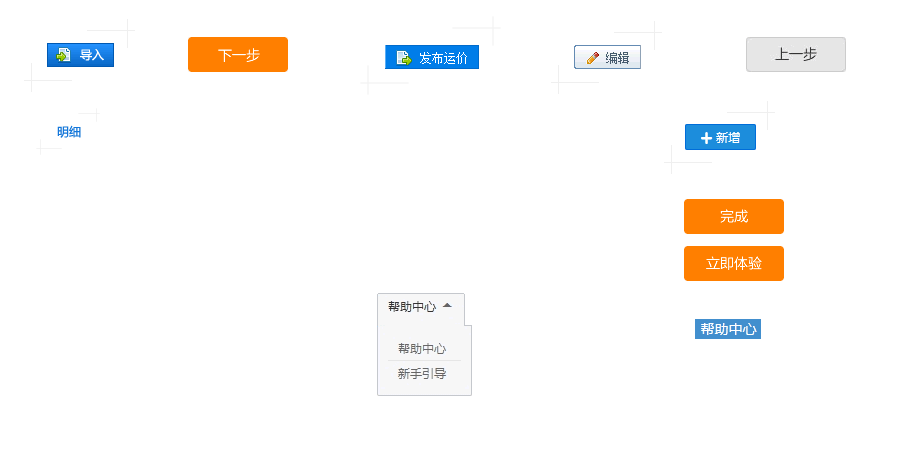 导入
下一步
发布运价
编辑
上一步
明细
新增
完成
立即体验
帮助中心
帮助中心
帮助中心
新手引导